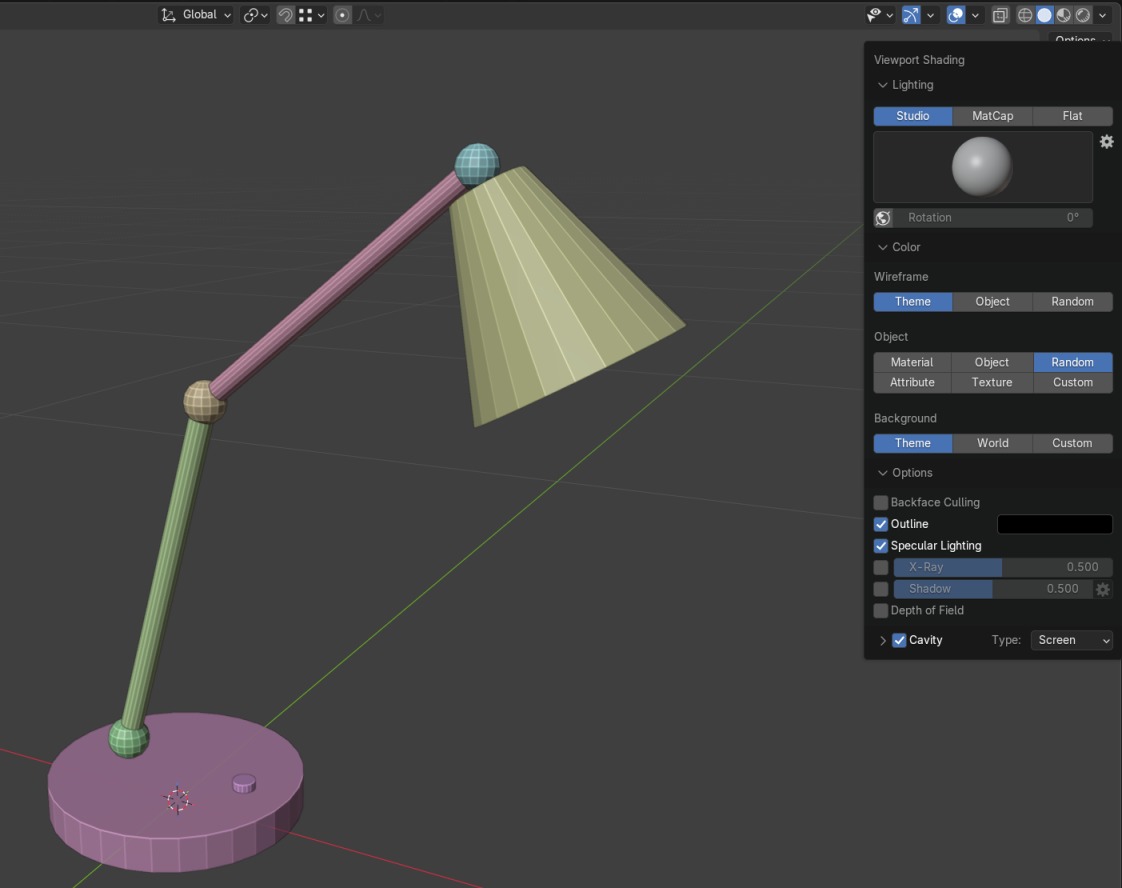 Global
Options
Viewport Shading
Lighting
Studio MatCap Flat
Rotation 0°
Color
Wireframe
Theme Object Random
Object
Material Object Random
Attribute Texture Custom
Background
Theme World Custom
Options
Backface Culling
Outline
Specular Lighting
X-Ray 0.500
Shadow 0.500
Depth of Field
Cavity Type: Screen